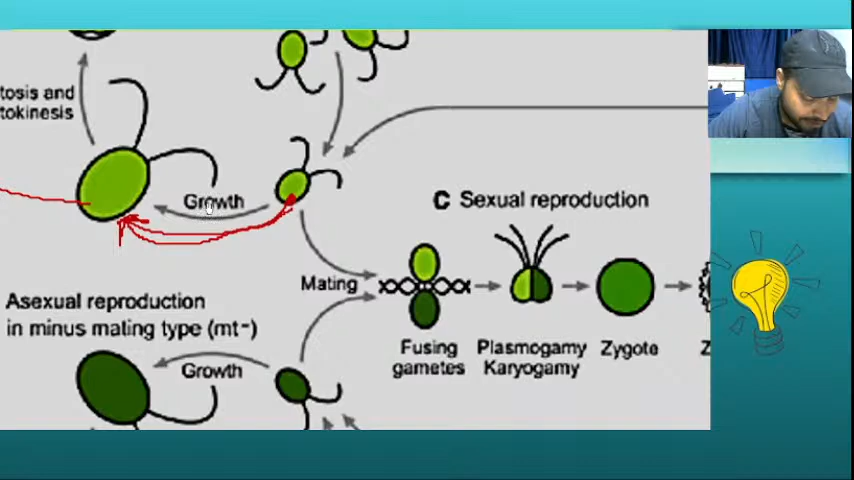 tosis and
tokinesis
Growth
C Sexual reproduction
Mating
Asexual reproduction
in minus mating type (mt⁻)
Fusing
gametes
Plasmogamy
Karyogamy
Zygote
Z
Growth